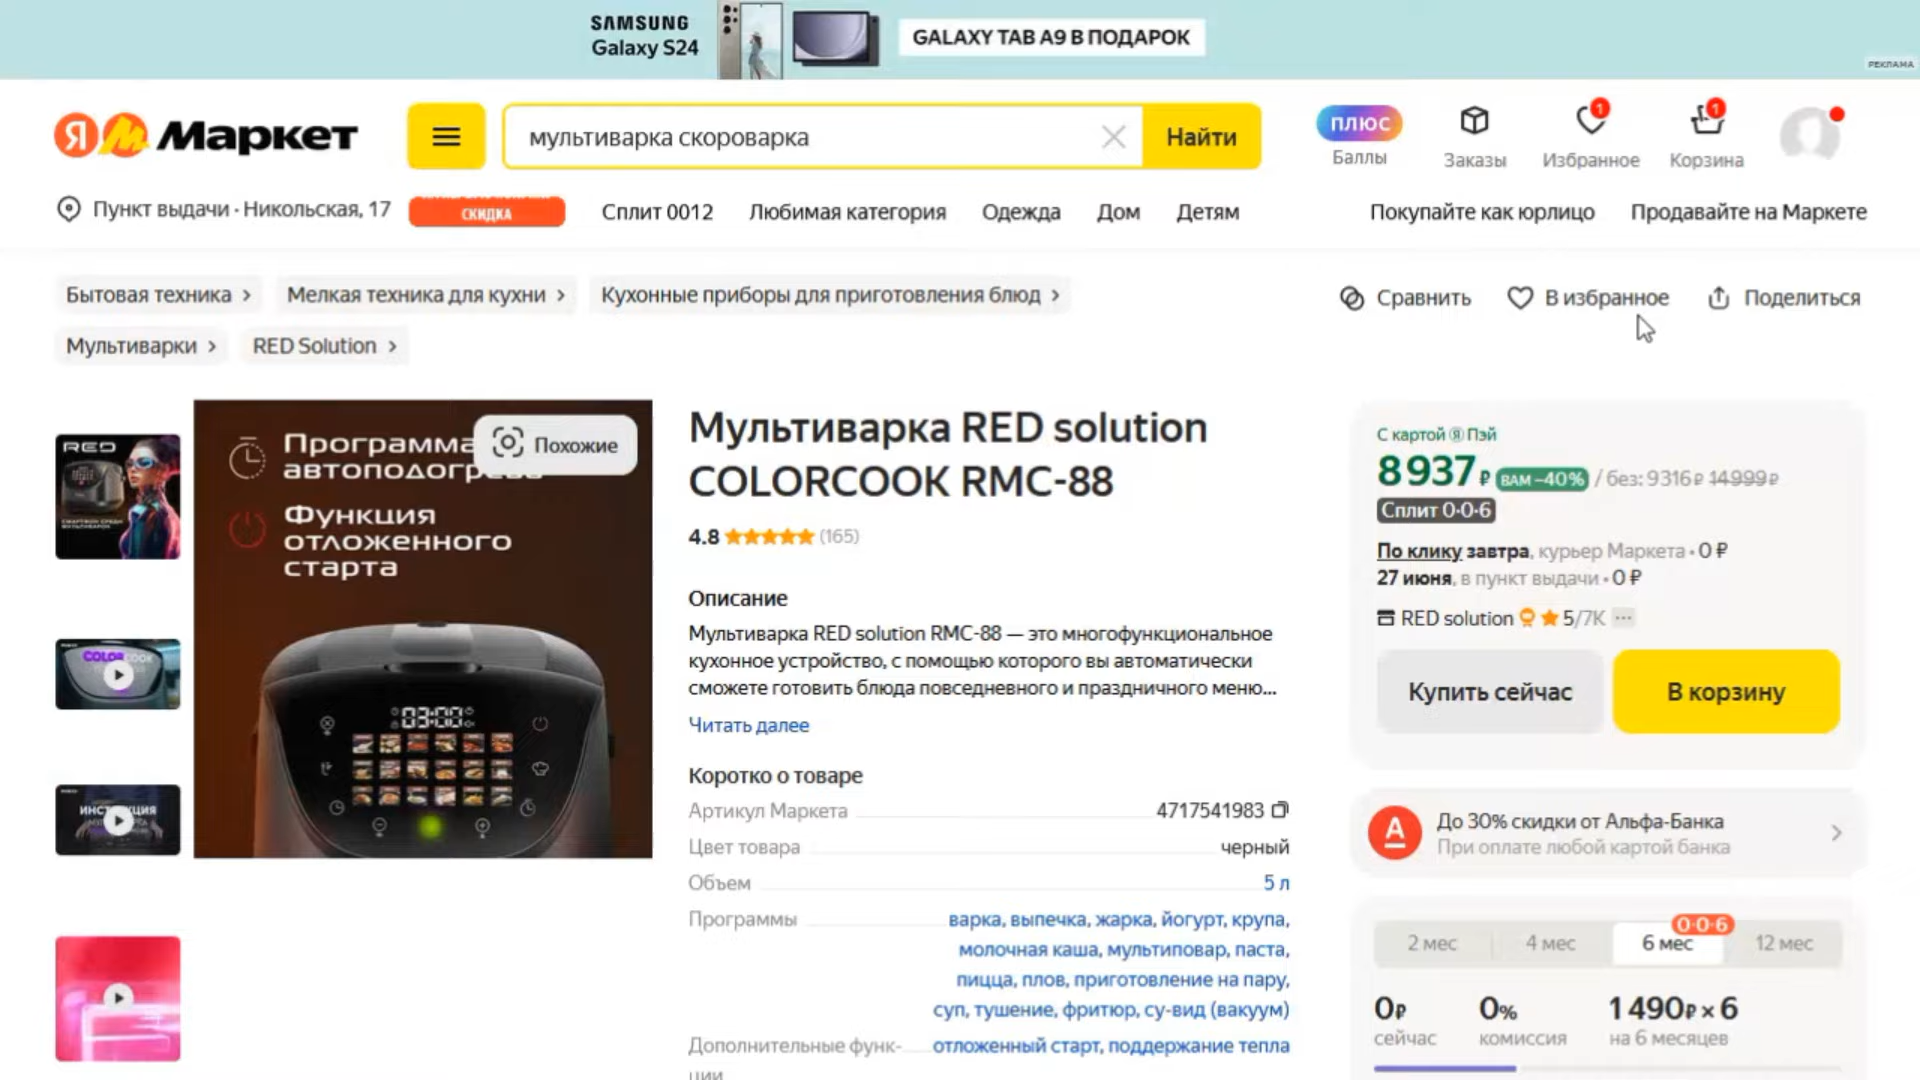 SAMSUNG
Galaxy S24
GALAXY TAB A9 В ПОДАРОК
РЕКЛАМА
Я М Маркет
мультиварка скороварка
Найти
плюс
Баллы
Заказы
1
Избранное
1
Корзина
Пункт выдачи · Никольская, 17
СКИДКА
Сплит 0012
Любимая категория
Одежда
Дом
Детям
Покупайте как юрлицо
Продавайте на Маркете
Бытовая техника
Мелкая техника для кухни
Кухонные приборы для приготовления блюд
Сравнить
В избранное
Поделиться
Мультиварки
RED Solution
RED
COLORCOOK
Программа
автоподогрева
Похожие
Функция
отложенного
старта
03:00
Мультиварка RED solution
COLORCOOK RMC-88
4.8 (165)
Описание
Мультиварка RED solution RMC-88 — это многофункциональное
кухонное устройство, с помощью которого вы автоматически
сможете готовить блюда повседневного и праздничного меню...
Читать далее
Коротко о товаре
Артикул Маркета 4717541983
Цвет товара черный
Объем 5 л
Программы варка, выпечка, жарка, йогурт, крупа,
молочная каша, мультиповар, паста,
пицца, плов, приготовление на пару,
суп, тушение, фритюр, су-вид (вакуум)
Дополнительные функ- отложенный старт, поддержание тепла
ции
С картой Я Пэй
8 937 ₽ ВАМ –40% / без: 9 316 ₽ 14 999 ₽
Сплит 0·0·6
По клику завтра, курьер Маркета · 0 ₽
27 июня, в пункт выдачи · 0 ₽
RED solution 5/7K ···
Купить сейчас
В корзину
А
До 30% скидки от Альфа-Банка
При оплате любой картой банка
0·0·6
2 мес
4 мес
6 мес
12 мес
0₽
сейчас
0%
комиссия
1 490₽ × 6
на 6 месяцев